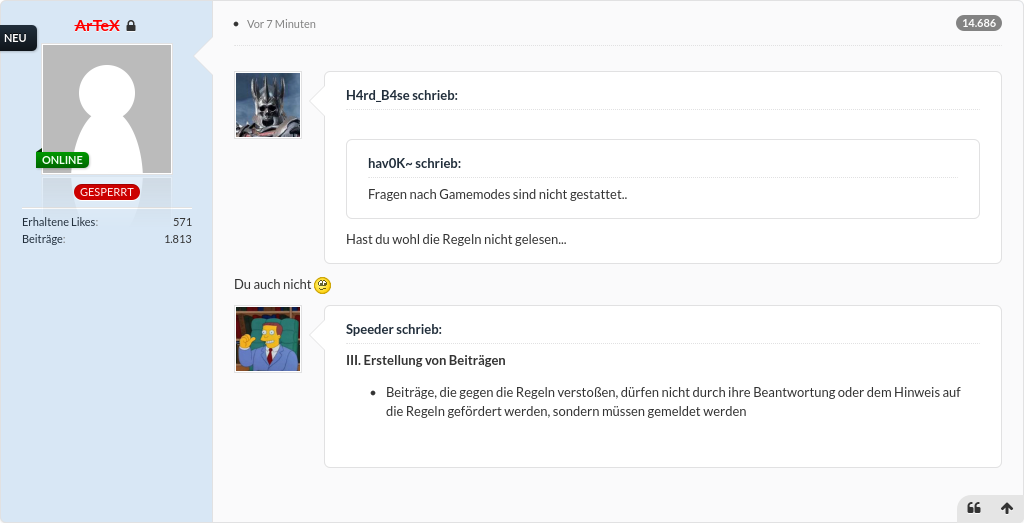 NEU
ArTeX
ONLINE
GESPERRT
Erhaltene Likes: 571
Beiträge: 1.813
Vor 7 Minuten
14.686
H4rd_B4se schrieb:
hav0K~ schrieb:
Fragen nach Gamemodes sind nicht gestattet..
Hast du wohl die Regeln nicht gelesen...
Du auch nicht
Speeder schrieb:
III. Erstellung von Beiträgen
• Beiträge, die gegen die Regeln verstoßen, dürfen nicht durch ihre Beantwortung oder dem Hinweis auf
die Regeln gefördert werden, sondern müssen gemeldet werden